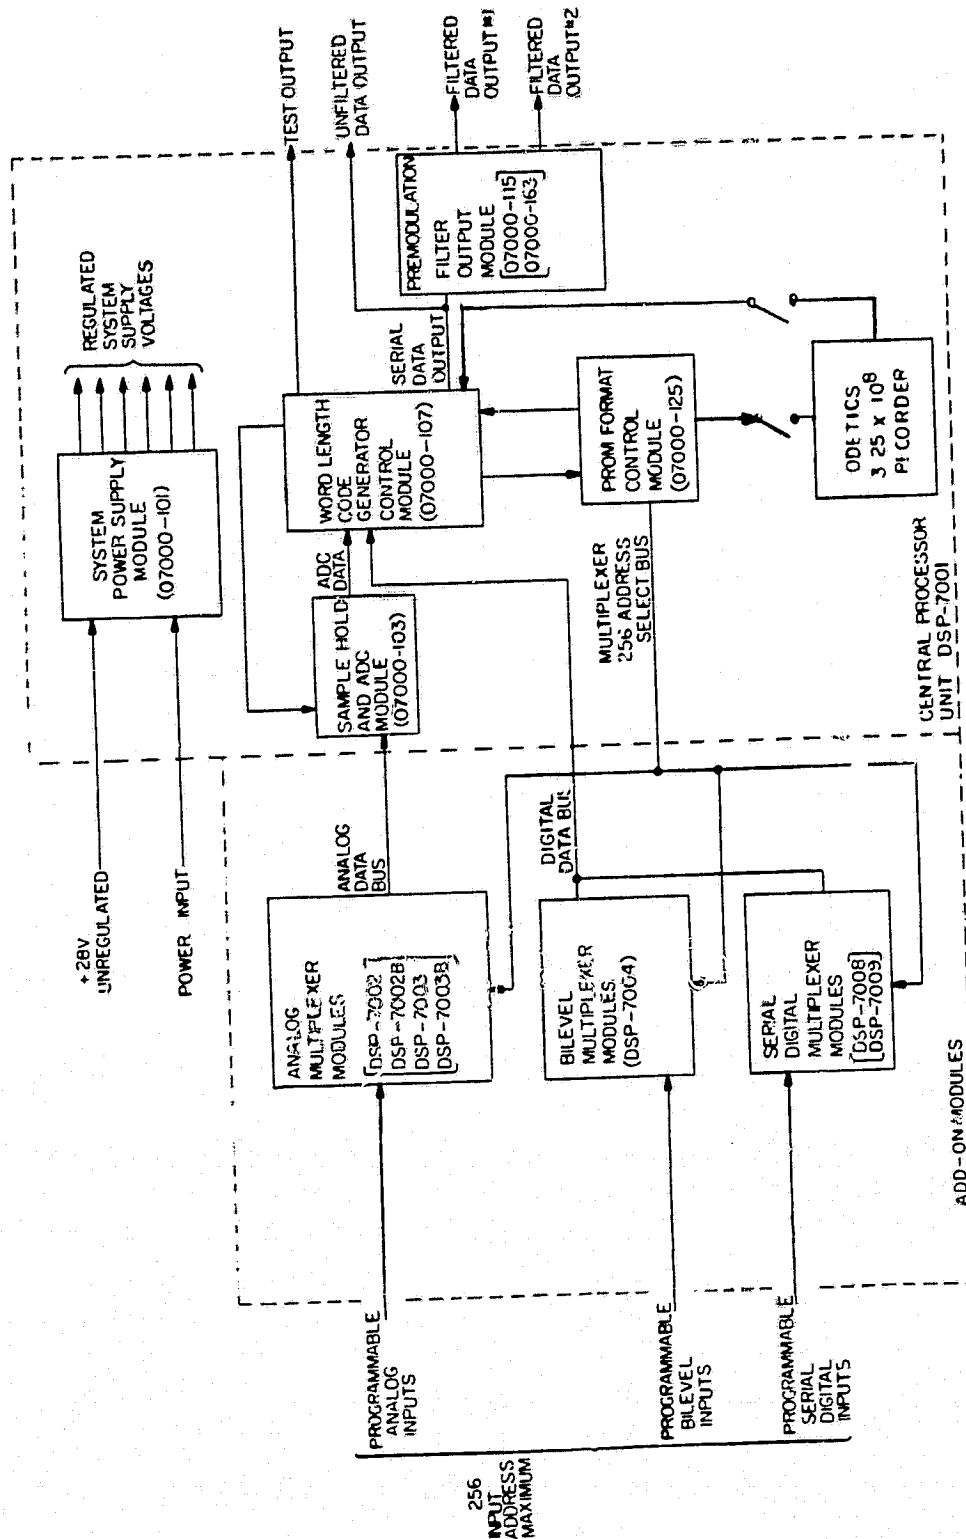 +28V
UNREGULATED
POWER INPUT
SYSTEM
POWER SUPPLY
MODULE
(07000-101)
REGULATED
SYSTEM
SUPPLY
VOLTAGES
TEST OUTPUT
UNFILTERED
DATA OUTPUT
FILTERED
DATA
OUTPUT#1
FILTERED
DATA
OUTPUT#2
PREMODULATION
FILTER
OUTPUT
MODULE
07000-115
07000-163
SERIAL
DATA
OUTPUT
WORD LENGTH
CODE
GENERATOR
CONTROL
MODULE
(07000-107)
ADC
DATA
SAMPLE HOLD
AND ADC
MODULE
(07000-103)
PROM FORMAT
CONTROL
MODULE
(07000-125)
ODETICS
3 25 x 10⁸
MULTIPLEXER
256 ADDRESS
SELECT BUS
CENTRAL PROCESSOR
UNIT DSP-7001
ANALOG
DATA
BUS
DIGITAL
DATA BUS
ANALOG
MULTIPLEXER
MODULES
DSP-7002
DSP-7002B
DSP-7003
DSP-7003B
BILEVEL
MULTIPLEXER
MODULES.
(DSP-7004)
SERIAL
DIGITAL
MULTIPLEXER
MODULES
DSP-7008
DSP-7009
PROGRAMMABLE
ANALOG
INPUTS
PROGRAMMABLE
BILEVEL
INPUTS
PROGRAMMABLE
SERIAL
DIGITAL
INPUTS
256
INPUT
ADDRESS
MAXIMUM
ADD-ON MODULES